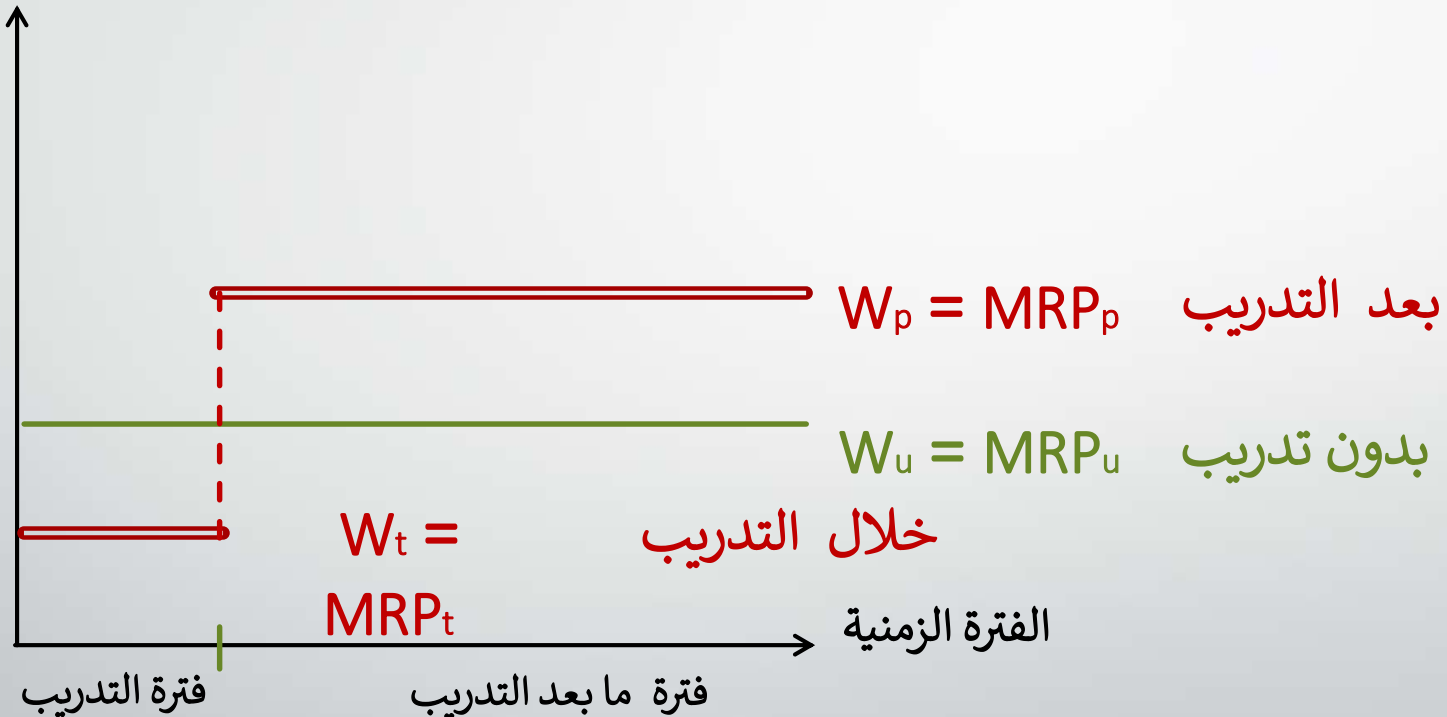 Wₚ = MRPₚ بعد التدريب
Wᵤ = MRPᵤ بدون تدريب
Wₜ = خلال التدريب
MRPₜ
الفترة الزمنية
فترة التدريب
فترة ما بعد التدريب